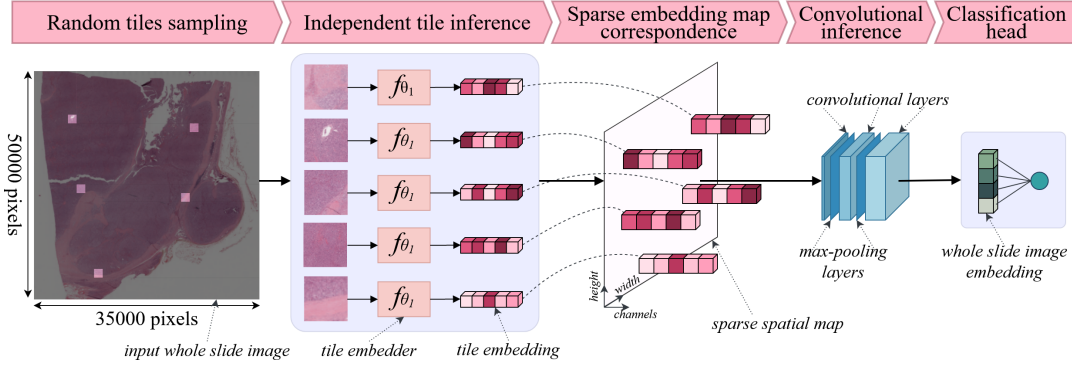 Random tiles sampling
Independent tile inference
Sparse embedding map
correspondence
Convolutional
inference
Classification
head
50000 pixels
35000 pixels
input whole slide image
fθ1
fθ1
fθ1
fθ1
fθ1
tile embedder
tile embedding
height
width
channels
sparse spatial map
convolutional layers
max-pooling
layers
whole slide image
embedding